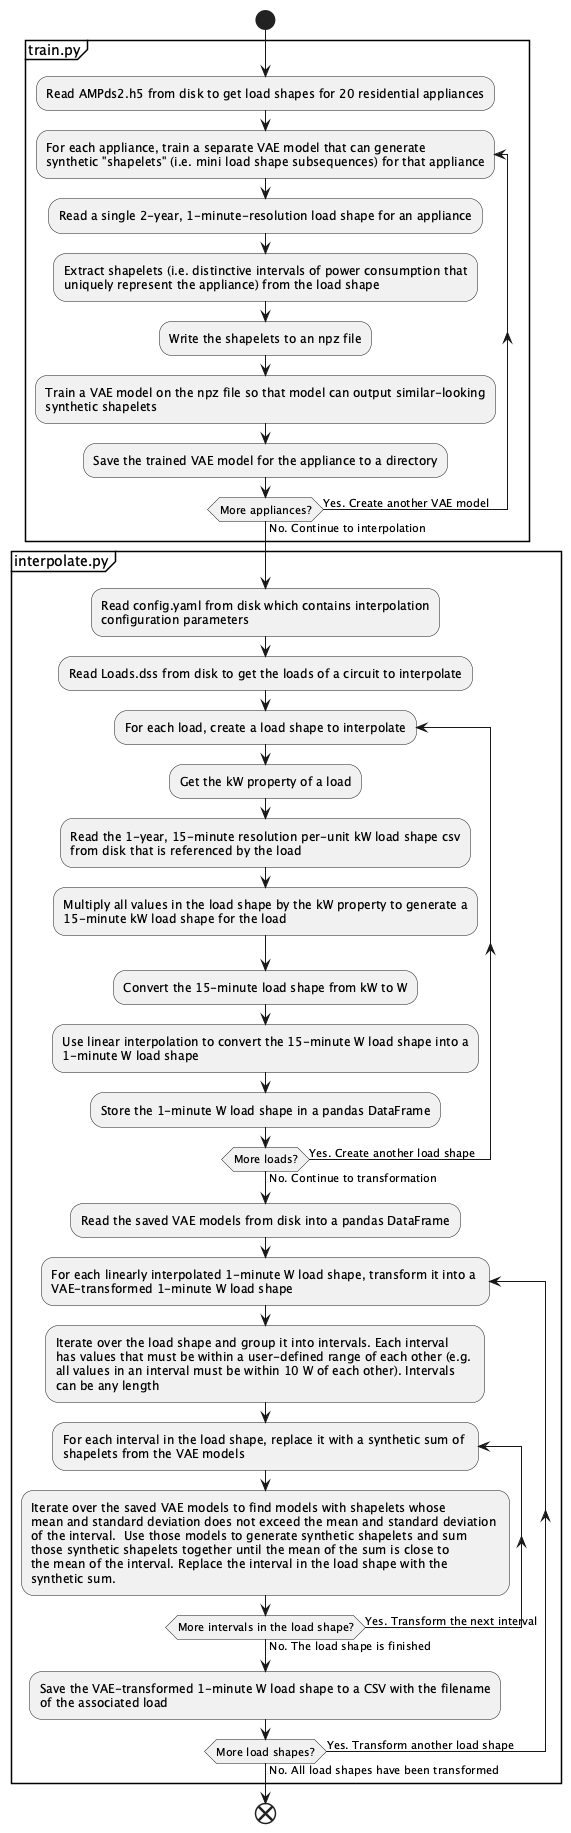 train.py
Read AMPds2.h5 from disk to get load shapes for 20 residential appliances
For each appliance, train a separate VAE model that can generate
synthetic "shapelets" (i.e. mini load shape subsequences) for that appliance
Read a single 2-year, 1-minute-resolution load shape for an appliance
Extract shapelets (i.e. distinctive intervals of power consumption that
uniquely represent the appliance) from the load shape
Write the shapelets to an npz file
Train a VAE model on the npz file so that model can output similar-looking
synthetic shapelets
Save the trained VAE model for the appliance to a directory
More appliances?
Yes. Create another VAE model
No. Continue to interpolation
interpolate.py
Read config.yaml from disk which contains interpolation
configuration parameters
Read Loads.dss from disk to get the loads of a circuit to interpolate
For each load, create a load shape to interpolate
Get the kW property of a load
Read the 1-year, 15-minute resolution per-unit kW load shape csv
from disk that is referenced by the load
Multiply all values in the load shape by the kW property to generate a
15-minute kW load shape for the load
Convert the 15-minute load shape from kW to W
Use linear interpolation to convert the 15-minute W load shape into a
1-minute W load shape
Store the 1-minute W load shape in a pandas DataFrame
More loads?
Yes. Create another load shape
No. Continue to transformation
Read the saved VAE models from disk into a pandas DataFrame
For each linearly interpolated 1-minute W load shape, transform it into a
VAE-transformed 1-minute W load shape
Iterate over the load shape and group it into intervals. Each interval
has values that must be within a user-defined range of each other (e.g.
all values in an interval must be within 10 W of each other). Intervals
can be any length
For each interval in the load shape, replace it with a synthetic sum of
shapelets from the VAE models
Iterate over the saved VAE models to find models with shapelets whose
mean and standard deviation does not exceed the mean and standard deviation
of the interval.  Use those models to generate synthetic shapelets and sum
those synthetic shapelets together until the mean of the sum is close to
the mean of the interval. Replace the interval in the load shape with the
synthetic sum.
More intervals in the load shape?
Yes. Transform the next interval
No. The load shape is finished
Save the VAE-transformed 1-minute W load shape to a CSV with the filename
of the associated load
More load shapes?
Yes. Transform another load shape
No. All load shapes have been transformed